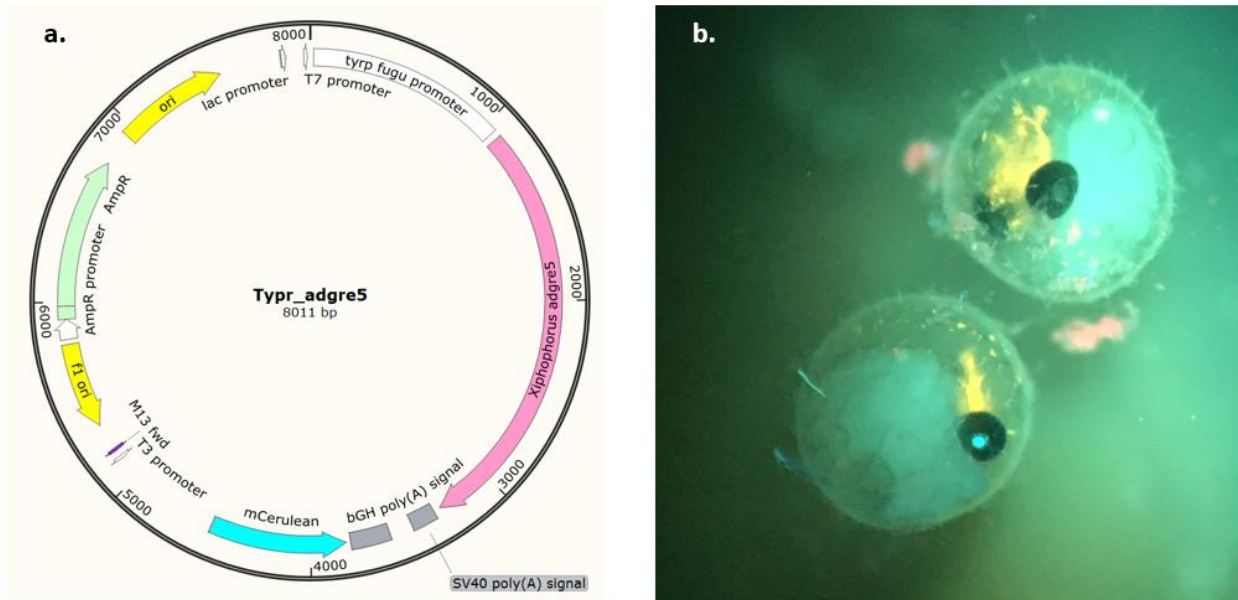 a.
8000
lac promoter
T7 promoter
tyrp fugu promoter
1000
ori
7000
AmpR
2000
Xiphophorus adgre5
AmpR promoter
Typr_adgre5
8011 bp
6000
f1 ori
M13 fwd
T3 promoter
5000
mCerulean
bGH poly(A) signal
3000
4000
SV40 poly(A) signal
b.